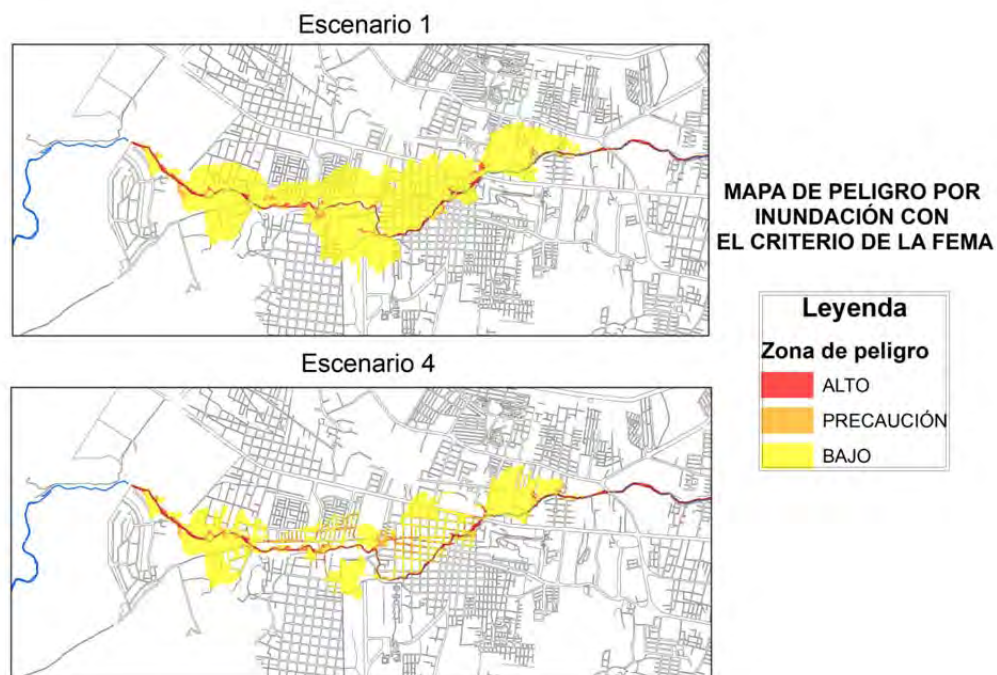 Escenario 1
MAPA DE PELIGRO POR
INUNDACIÓN CON
EL CRITERIO DE LA FEMA
Leyenda
Zona de peligro
ALTO
PRECAUCIÓN
BAJO
Escenario 4